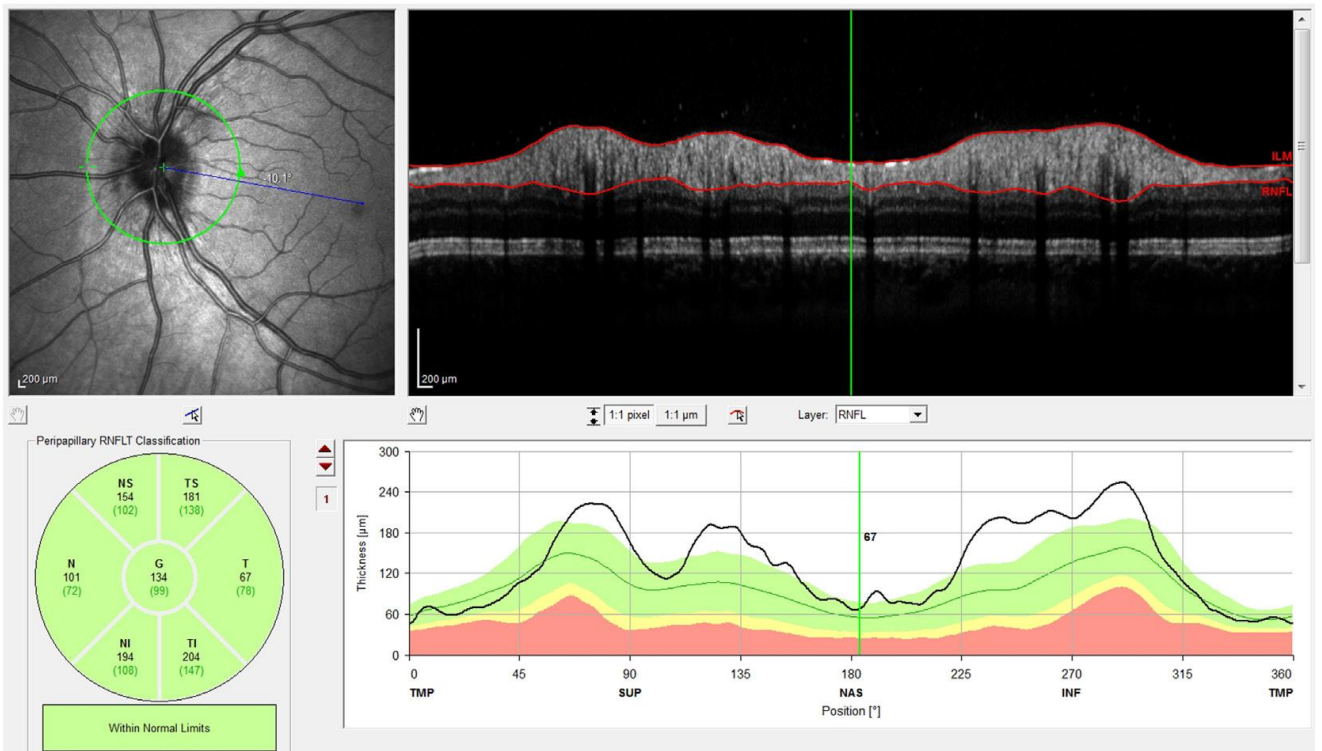 -10,1°
200 µm
ILM
RNFL
200 µm
1:1 pixel
1:1 µm
Layer:
RNFL
Peripapillary RNFLT Classification
NS
154
(102)
TS
181
(138)
N
101
(72)
G
134
(99)
T
67
(78)
NI
194
(108)
TI
204
(147)
Within Normal Limits
1
Thickness [µm]
300
240
180
120
60
0
67
0 45 90 135 180 225 270 315 360
TMP SUP NAS INF TMP
Position [°]